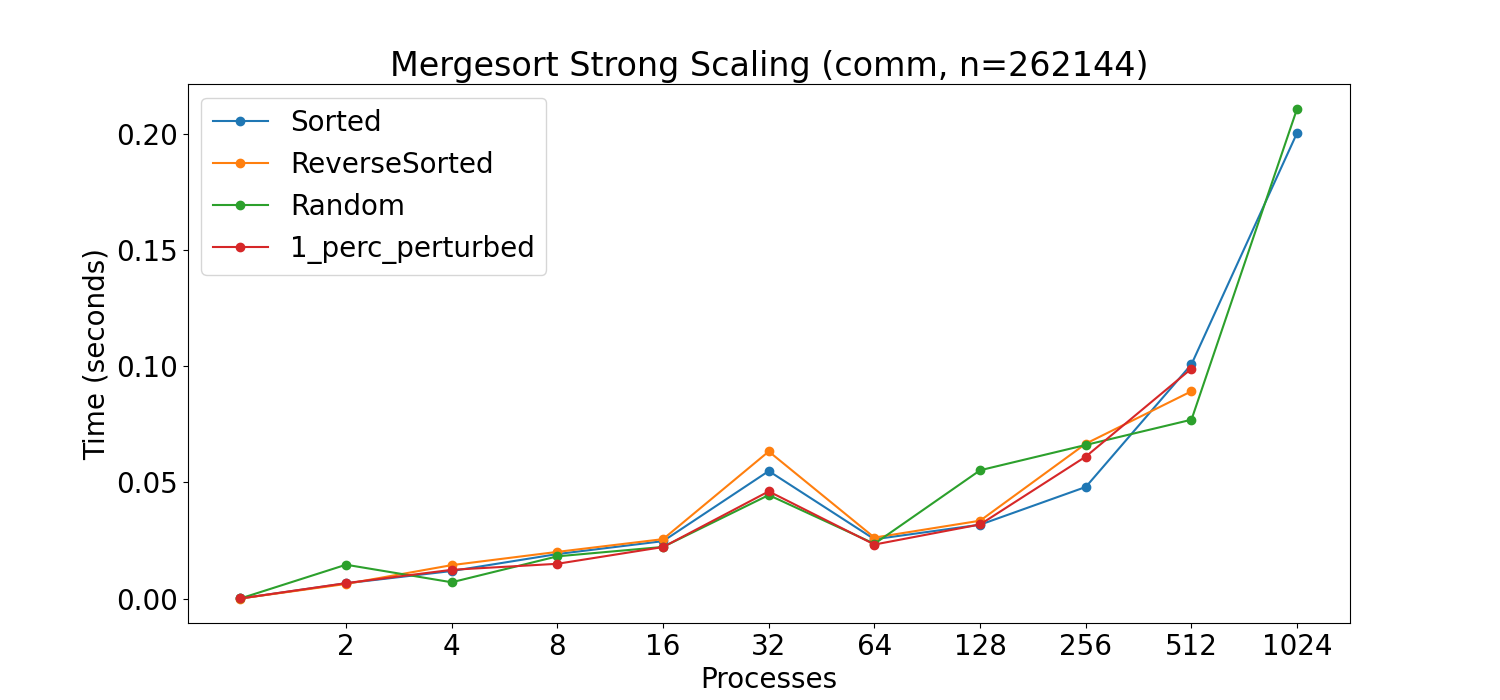 Mergesort Strong Scaling (comm, n=262144)
Sorted
ReverseSorted
Random
1_perc_perturbed
Time (seconds)
0.20
0.15
0.10
0.05
0.00
2 4 8 16 32 64 128 256 512 1024
Processes